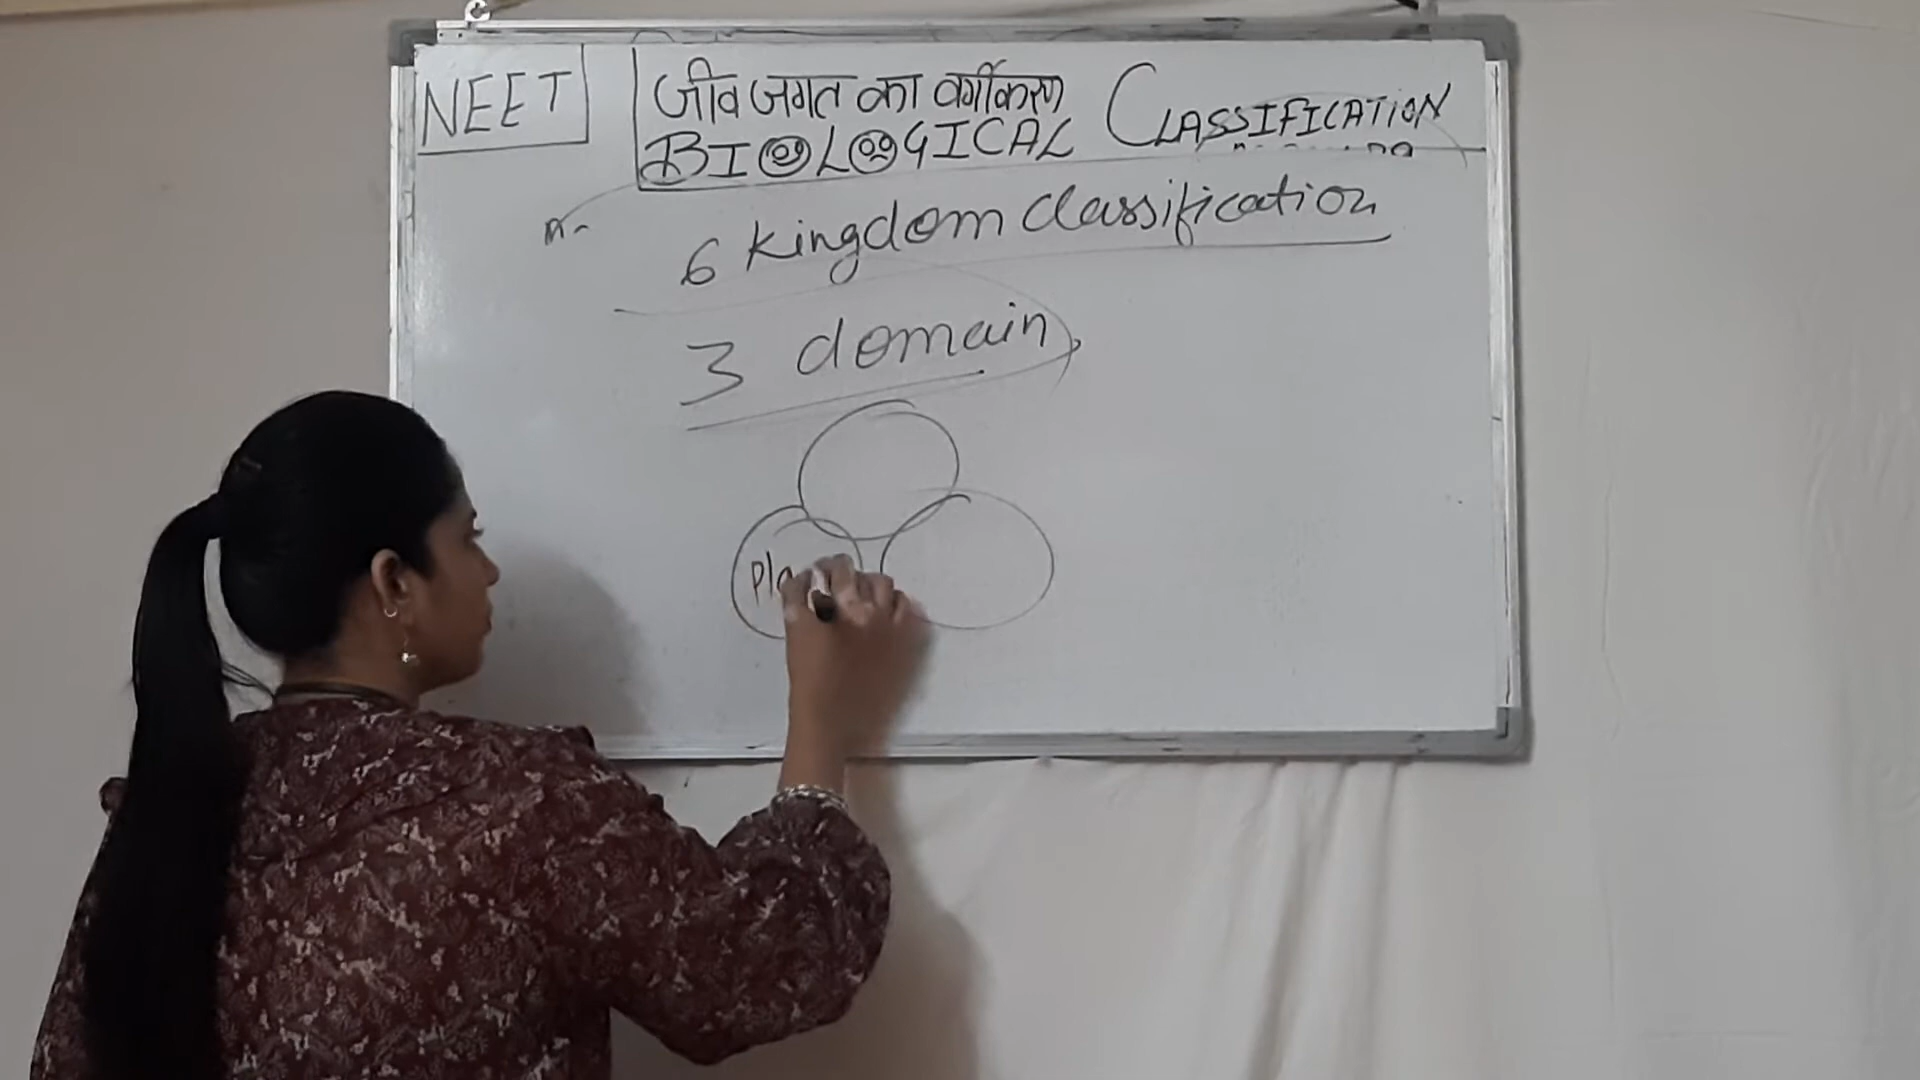 NEET
जीव जगत का वर्गीकरण
BIOLOGICAL CLASSIFICATION
6 kingdom classification
3 domain
Pla